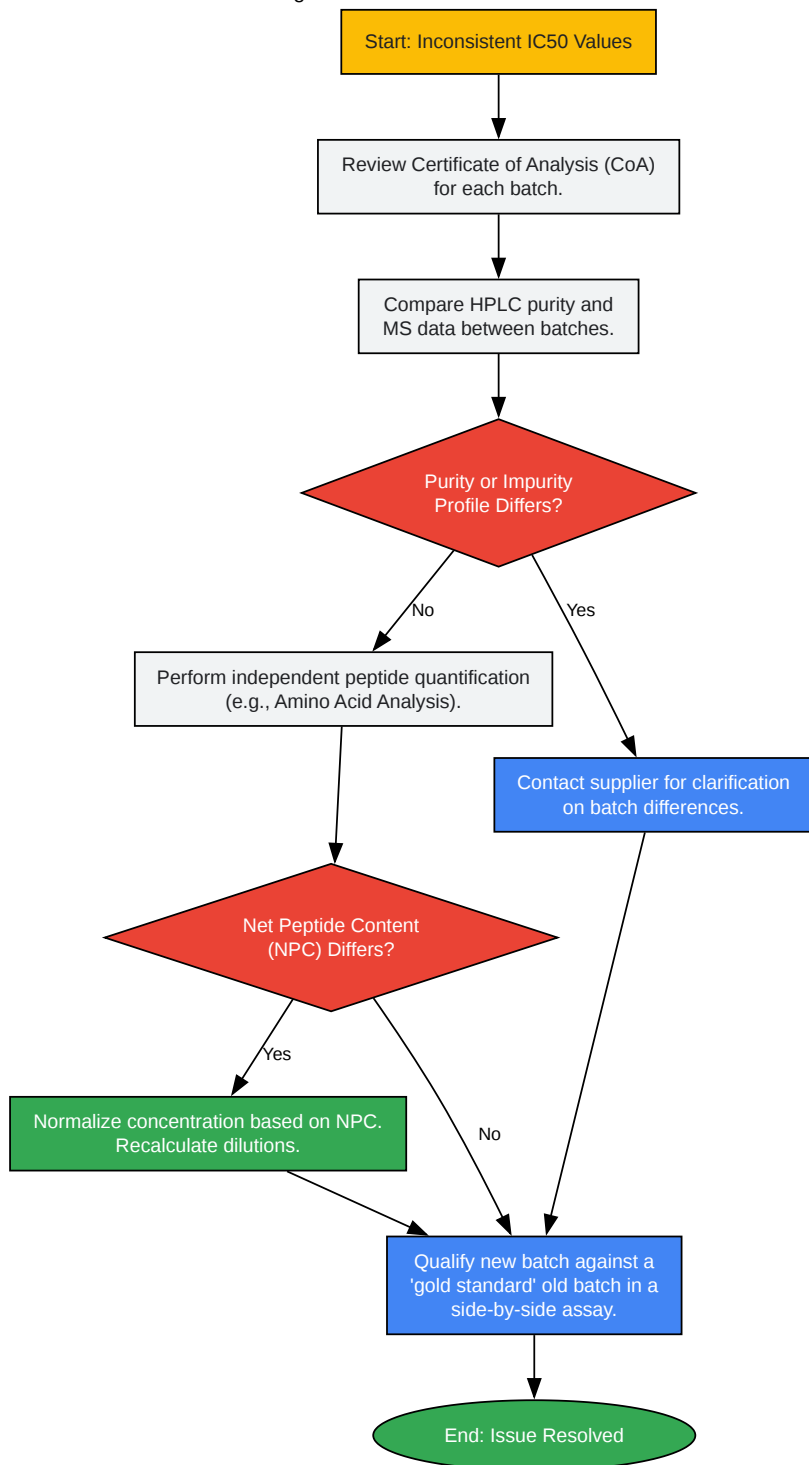 Start: Inconsistent IC50 Values
Review Certificate of Analysis (CoA)
for each batch.
Compare HPLC purity and
MS data between batches.
Purity or Impurity
Profile Differs?
No
Yes
Perform independent peptide quantification
(e.g., Amino Acid Analysis).
Contact supplier for clarification
on batch differences.
Net Peptide Content
(NPC) Differs?
Yes
Normalize concentration based on NPC.
Recalculate dilutions.
No
Qualify new batch against a
'gold standard' old batch in a
side-by-side assay.
End: Issue Resolved